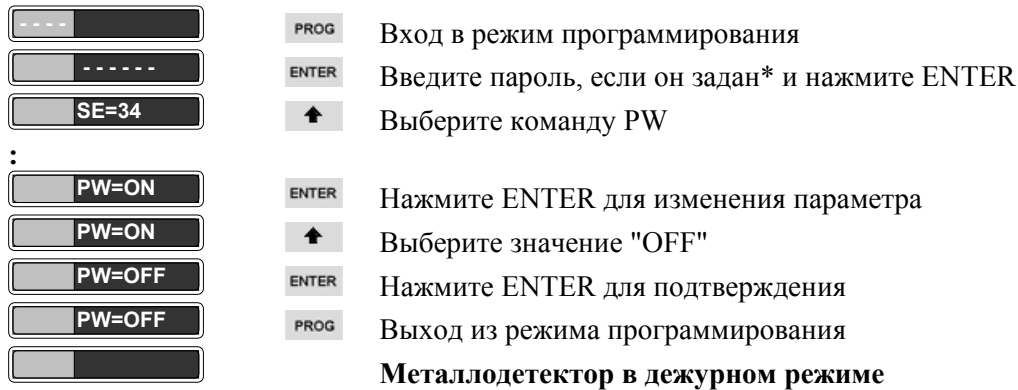 - - - - PROG Вход в режим программирования
- - - - - - ENTER Введите пароль, если он задан* и нажмите ENTER
SE=34 Выберите команду PW
:
PW=ON ENTER Нажмите ENTER для изменения параметра
PW=ON Выберите значение "OFF"
PW=OFF ENTER Нажмите ENTER для подтверждения
PW=OFF PROG Выход из режима программирования
Металлодетектор в дежурном режиме